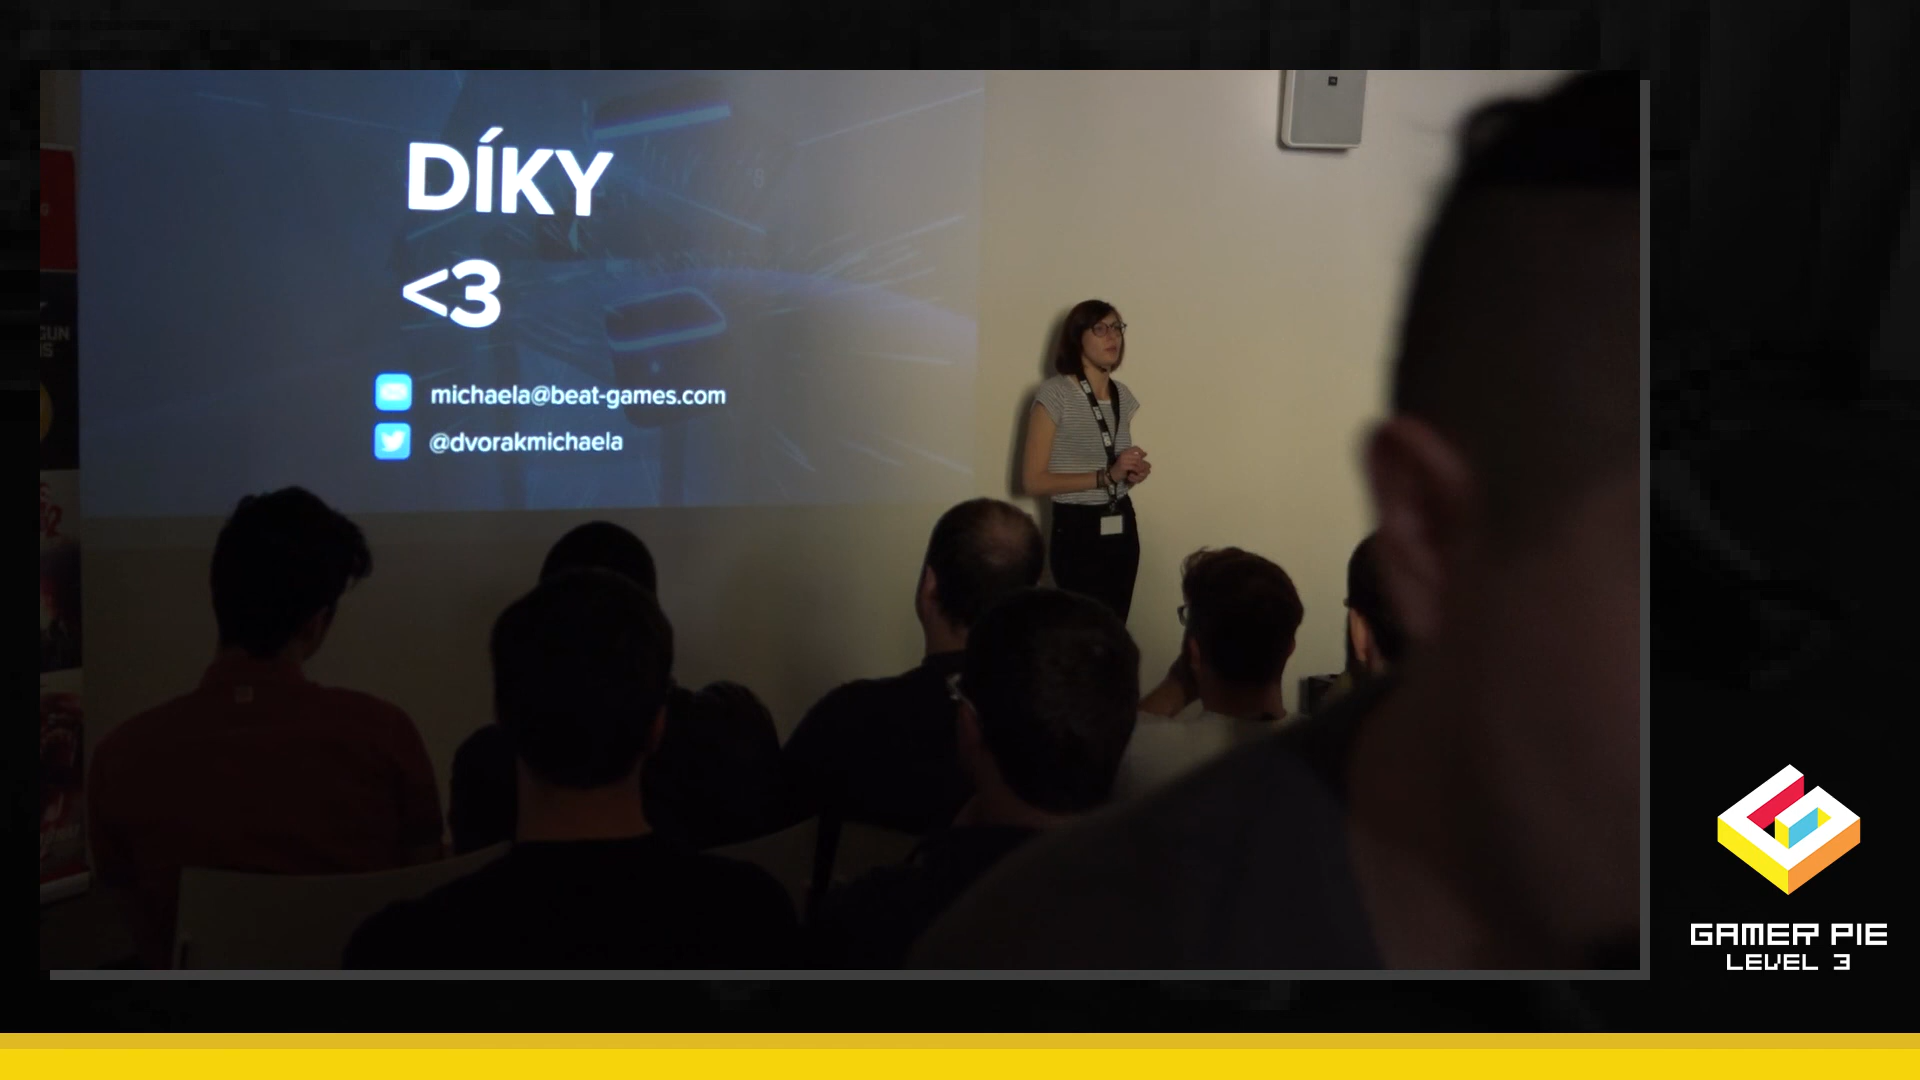 DÍKY
<3
michaela@beat-games.com
@dvorakmichaela
GAMER PIE
LEVEL 3